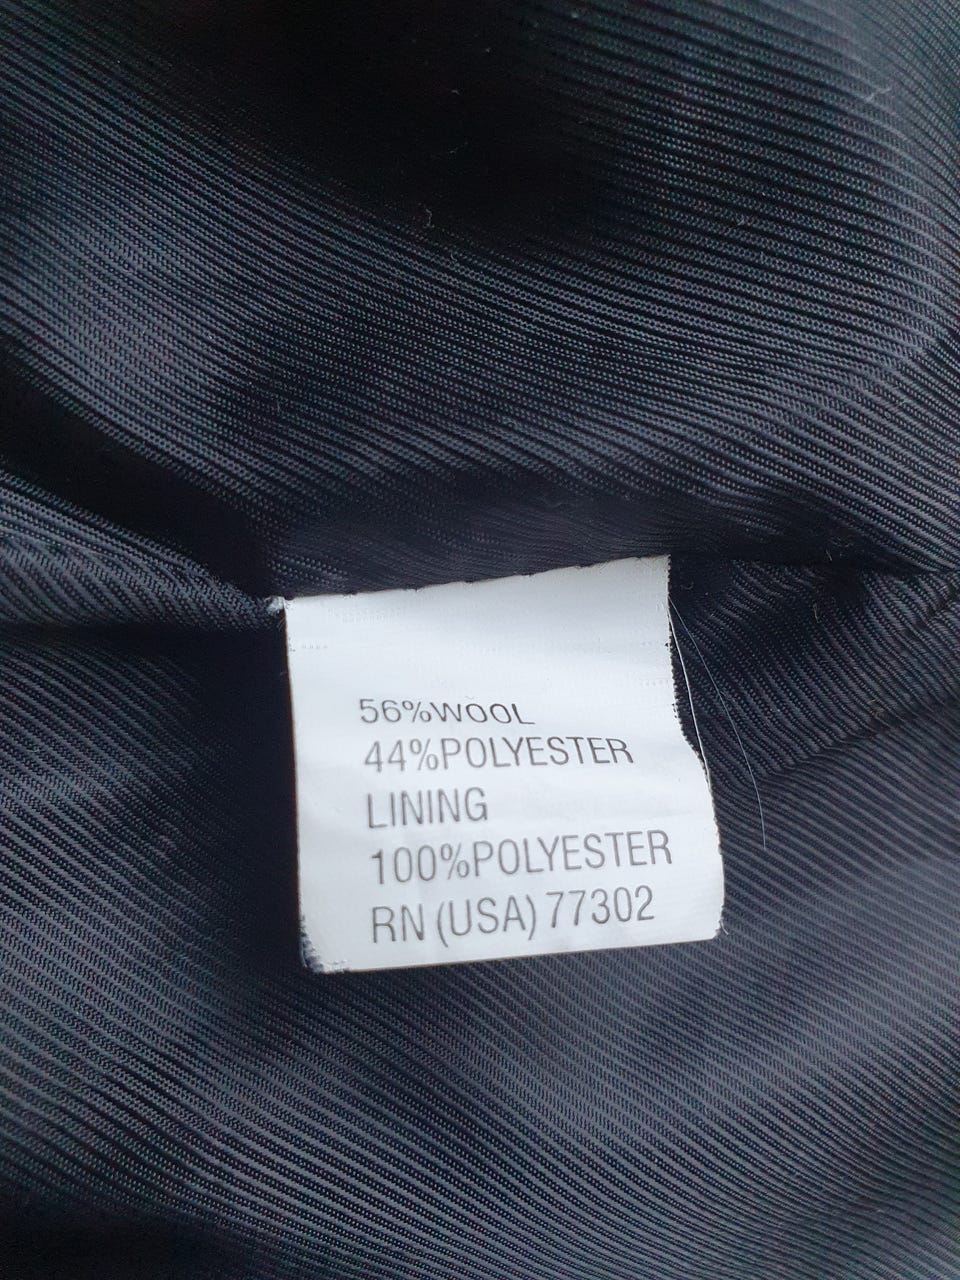 56%WOOL
44%POLYESTER
LINING
100%POLYESTER
RN (USA) 77302